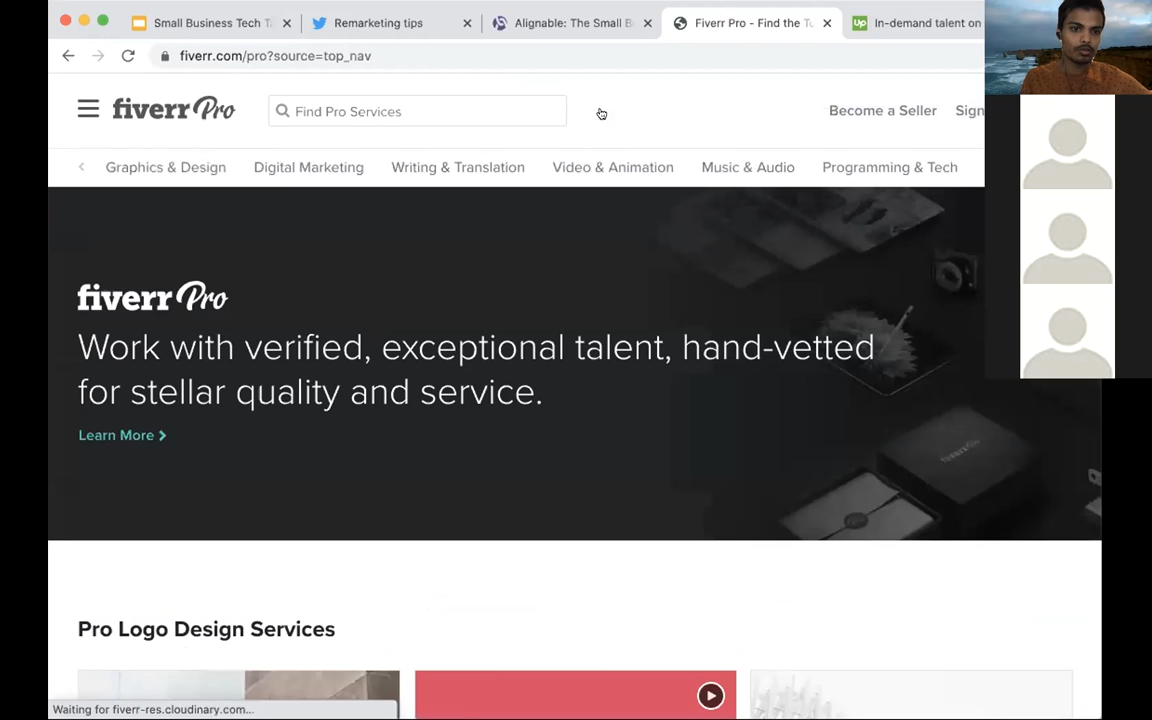 Small Business Tech T
Remarketing tips
Alignable: The Small B
Fiverr Pro - Find the T
Up
In-demand talent on
fiverr.com/pro?source=top_nav
fiverr Pro
Find Pro Services
Become a Seller
Sign
Graphics & Design
Digital Marketing
Writing & Translation
Video & Animation
Music & Audio
Programming & Tech
fiverr Pro
Work with verified, exceptional talent, hand-vetted
for stellar quality and service.
Learn More
Pro Logo Design Services
Waiting for fiverr-res.cloudinary.com...